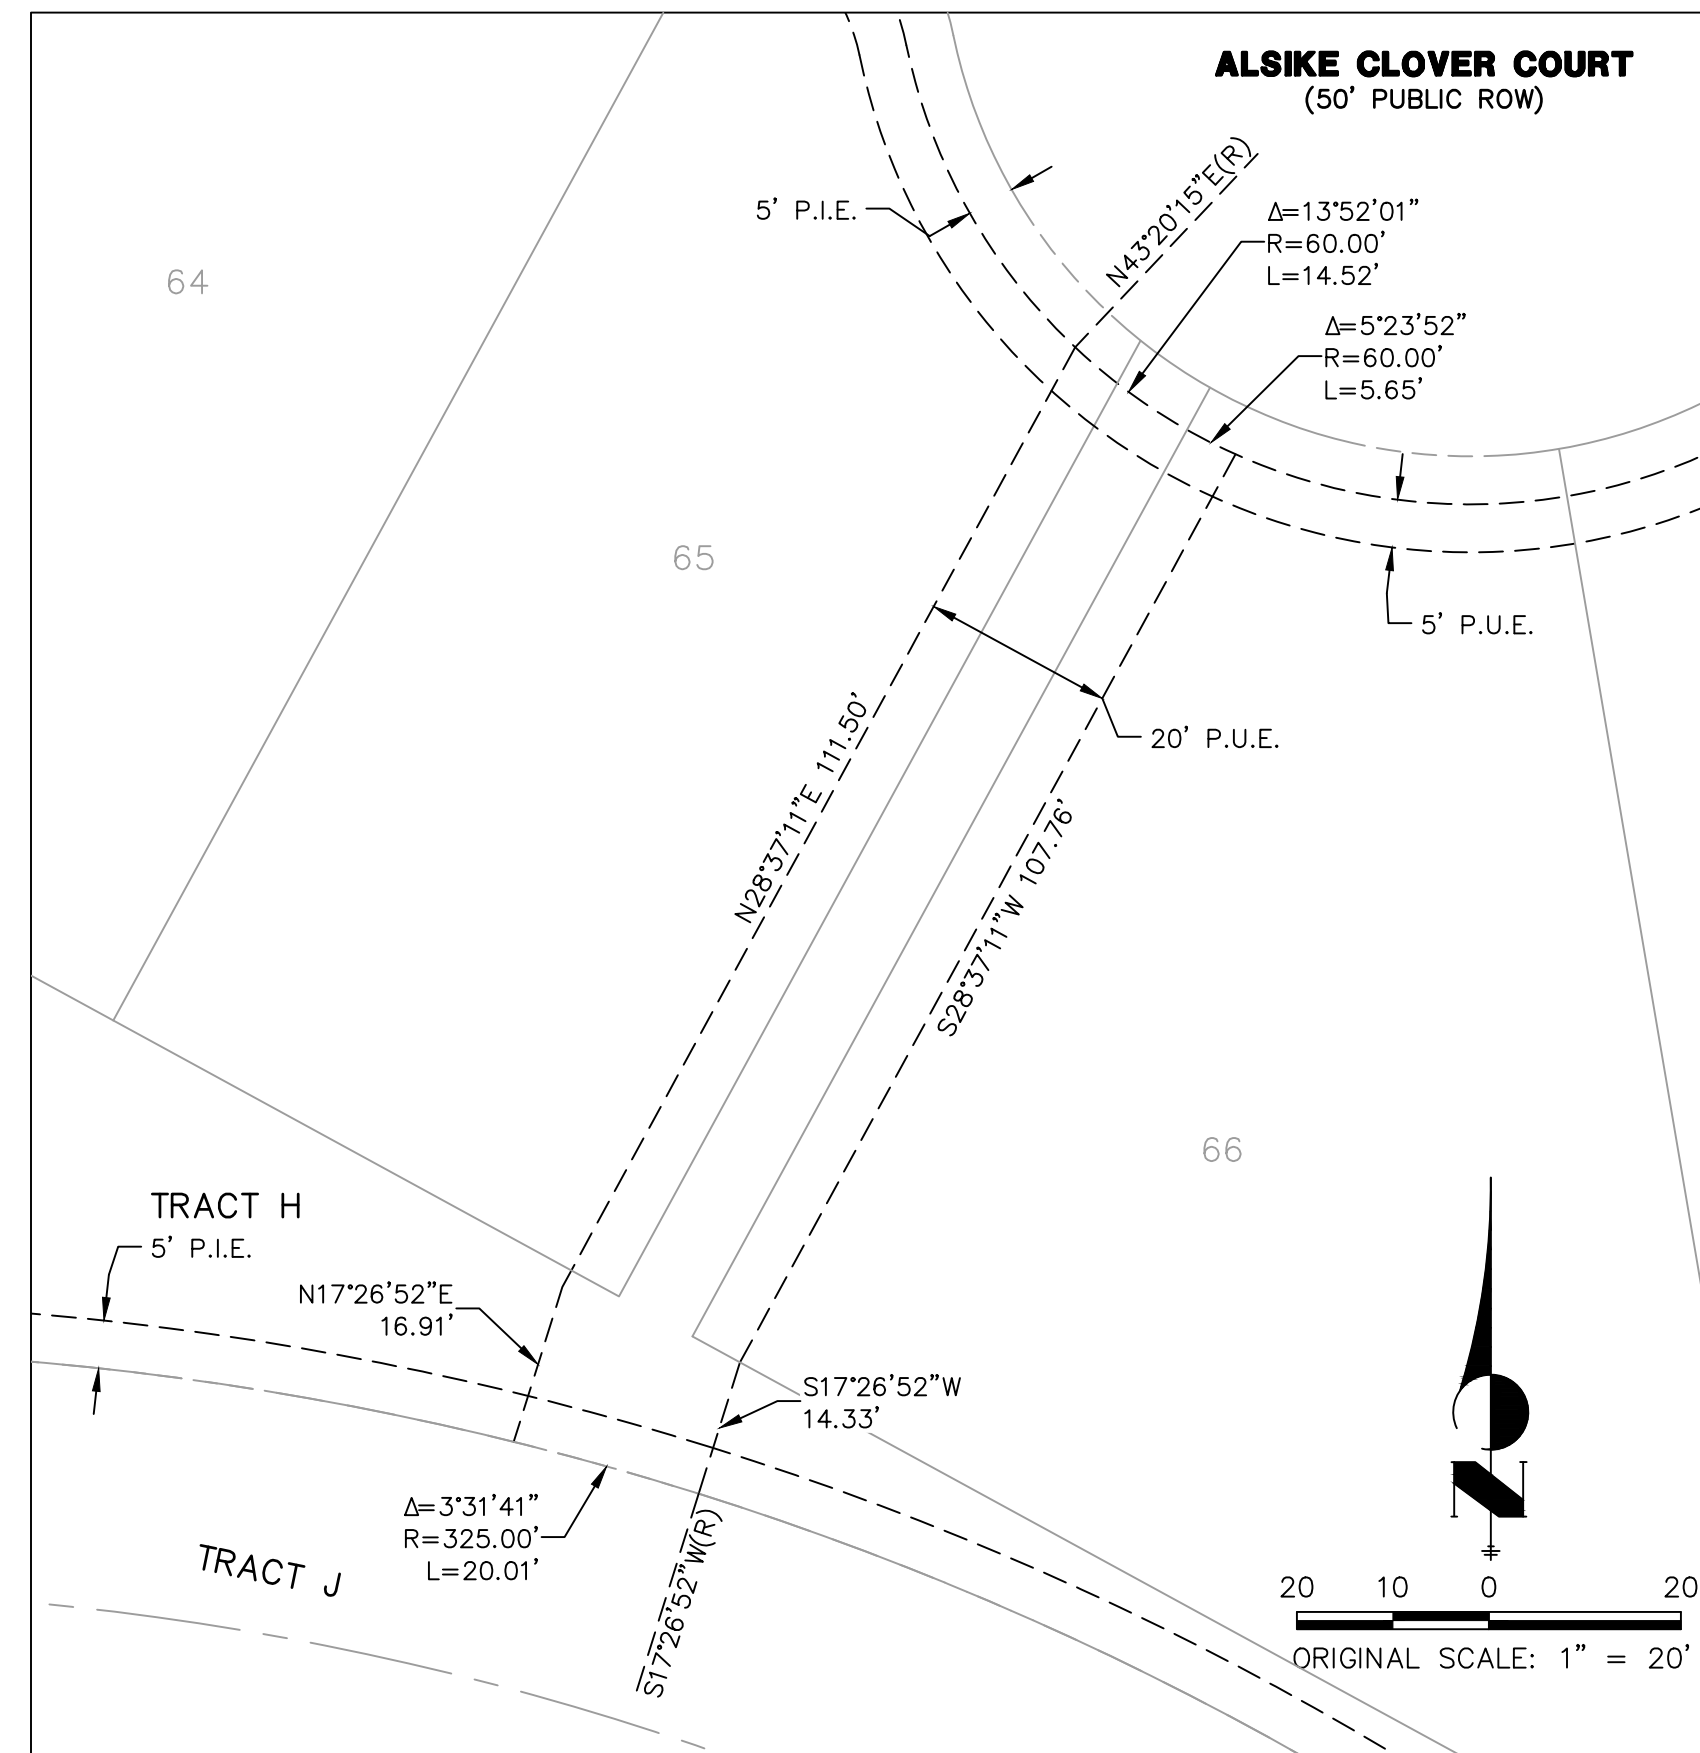 ALSIKE CLOVER COURT
(50' PUBLIC ROW)
N43°20'15"E(R)
5' P.I.E.
Δ=13°52'01"
R=60.00'
L=14.52'
64
Δ=5°23'52"
R=60.00'
L=5.65'
65
5' P.U.E.
20' P.U.E.
N28°37'11"E 111.50'
S28°37'11"W 107.76'
66
TRACT H
5' P.I.E.
N17°26'52"E
16.91'
S17°26'52"W
14.33'
Δ=3°31'41"
R=325.00'
L=20.01'
TRACT J
S17°26'52"W(R)
N
20 10 0 20
ORIGINAL SCALE: 1" = 20'